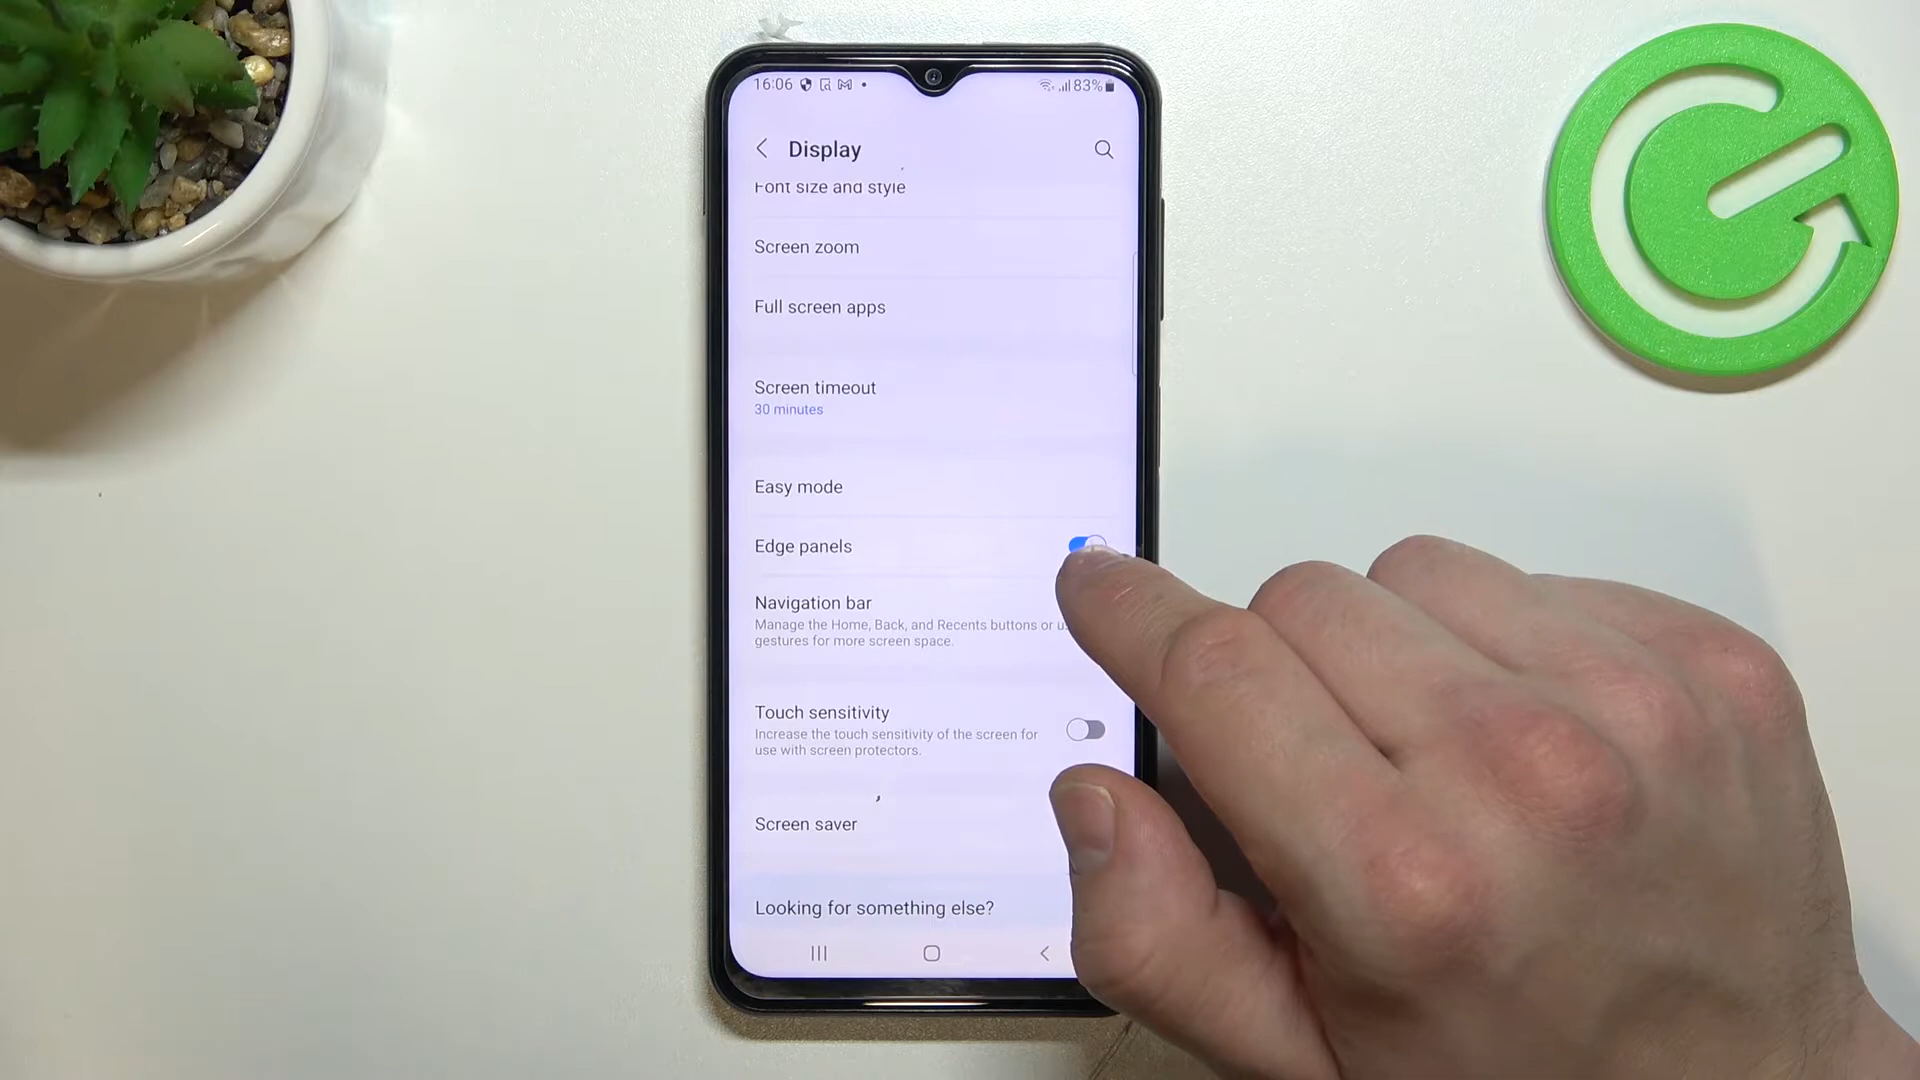 16:06
83%
Display
Font size and style
Screen zoom
Full screen apps
Screen timeout
30 minutes
Easy mode
Edge panels
Navigation bar
Manage the Home, Back, and Recents buttons or
gestures for more screen space.
Touch sensitivity
Increase the touch sensitivity of the screen for
use with screen protectors.
Screen saver
Looking for something else?